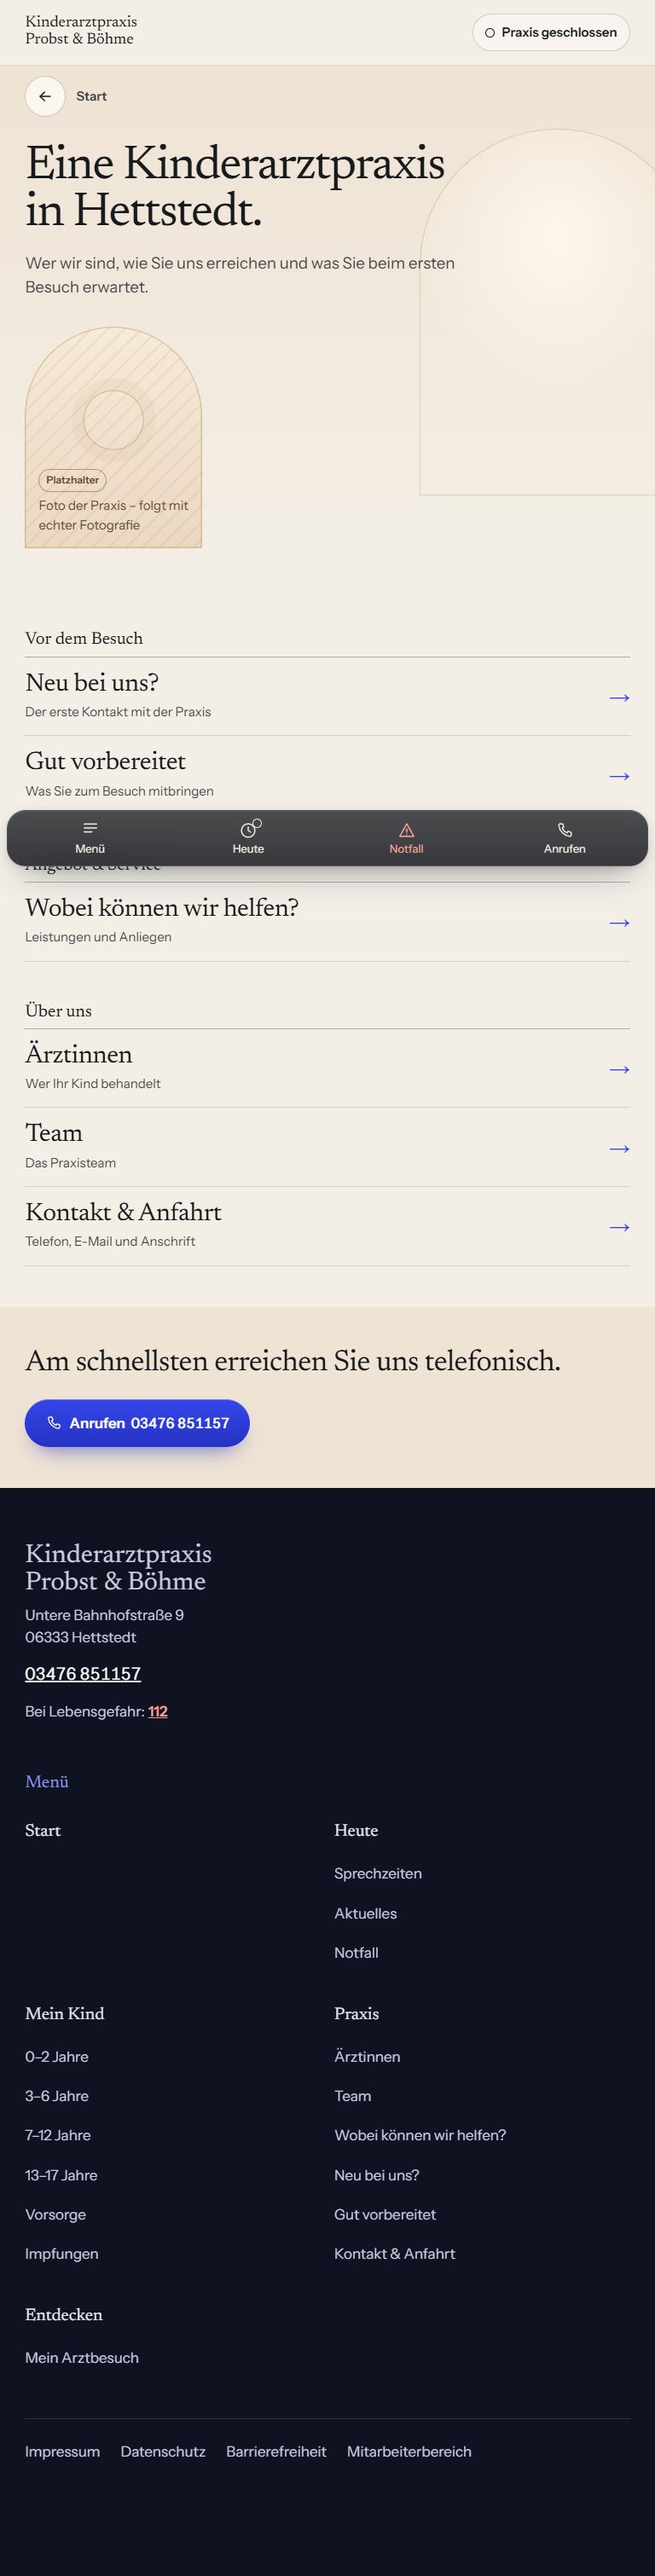 Kinderarztpraxis
Probst & Böhme
Praxis geschlossen
Start
Eine Kinderarztpraxis
in Hettstedt.
Wer wir sind, wie Sie uns erreichen und was Sie beim ersten
Besuch erwartet.
Platzhalter
Foto der Praxis – folgt mit
echter Fotografie
Vor dem Besuch
Neu bei uns?
Der erste Kontakt mit der Praxis
Gut vorbereitet
Was Sie zum Besuch mitbringen
Menü
Heute
Notfall
Anrufen
Angebot & Service
Wobei können wir helfen?
Leistungen und Anliegen
Über uns
Ärztinnen
Wer Ihr Kind behandelt
Team
Das Praxisteam
Kontakt & Anfahrt
Telefon, E-Mail und Anschrift
Am schnellsten erreichen Sie uns telefonisch.
Anrufen 03476 851157
Kinderarztpraxis
Probst & Böhme
Untere Bahnhofstraße 9
06333 Hettstedt
03476 851157
Bei Lebensgefahr: 112
Menü
Start
Heute
Sprechzeiten
Aktuelles
Notfall
Mein Kind
0–2 Jahre
3–6 Jahre
7–12 Jahre
13–17 Jahre
Vorsorge
Impfungen
Praxis
Ärztinnen
Team
Wobei können wir helfen?
Neu bei uns?
Gut vorbereitet
Kontakt & Anfahrt
Entdecken
Mein Arztbesuch
Impressum Datenschutz Barrierefreiheit Mitarbeiterbereich